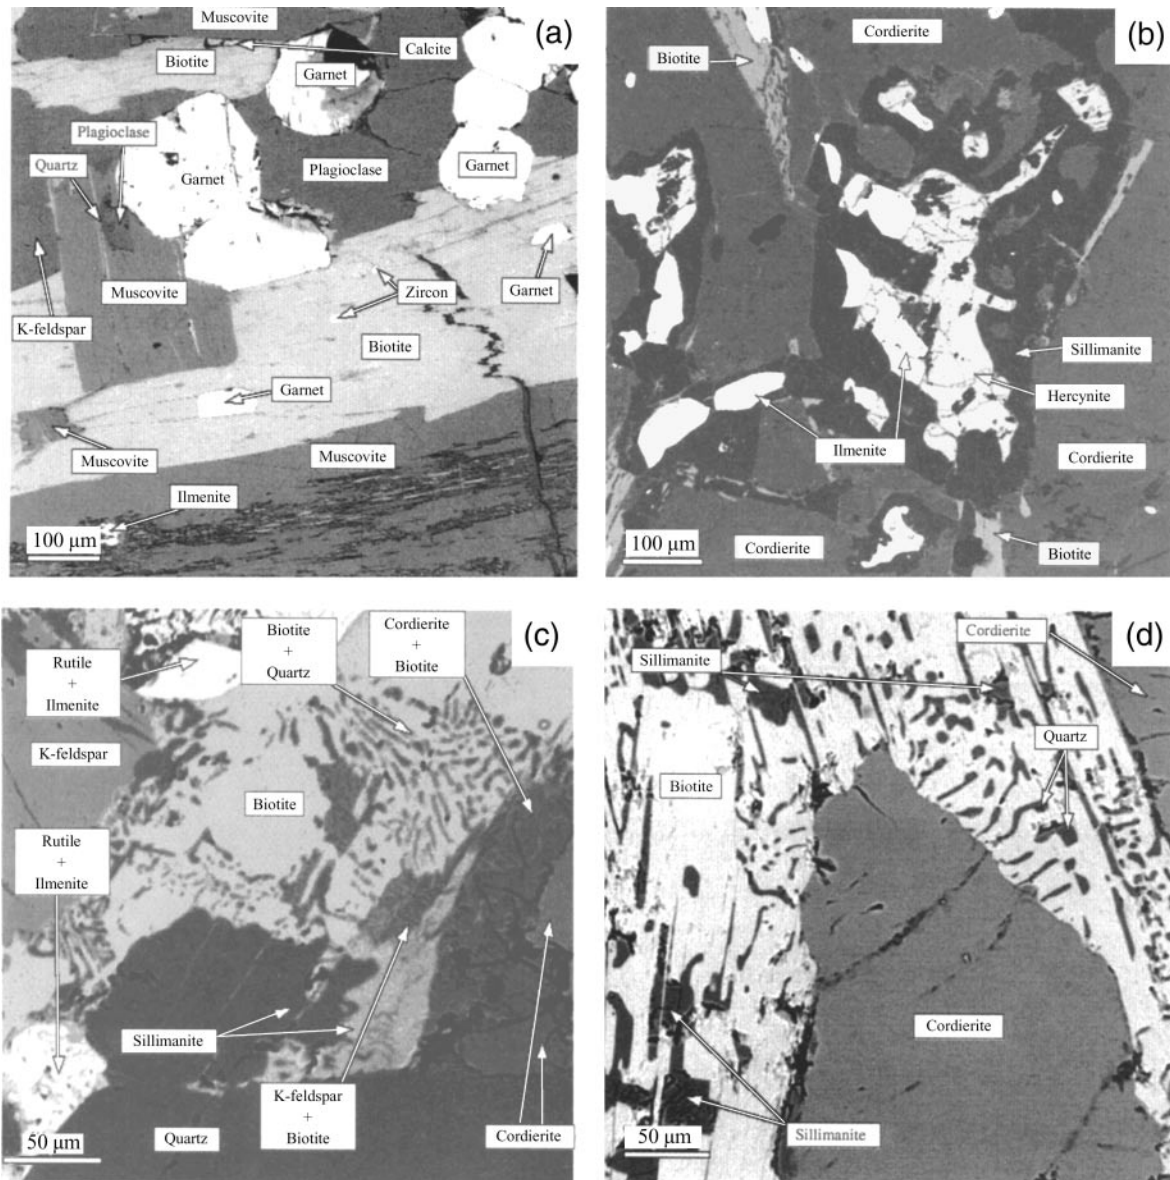 (a)
Muscovite
Calcite
Biotite
Garnet
Plagioclase
Quartz
Garnet
Plagioclase
Garnet
Muscovite
Zircon
Garnet
K-feldspar
Biotite
Garnet
Muscovite
Muscovite
Ilmenite
100 μm
(b)
Cordierite
Biotite
Sillimanite
Hercynite
Ilmenite
Cordierite
Cordierite
Biotite
100 μm
(c)
Biotite
+
Quartz
Cordierite
+
Biotite
Rutile
+
Ilmenite
K-feldspar
Biotite
Rutile
+
Ilmenite
Sillimanite
K-feldspar
+
Biotite
Quartz
Cordierite
50 μm
(d)
Cordierite
Sillimanite
Quartz
Biotite
Cordierite
Sillimanite
50 μm